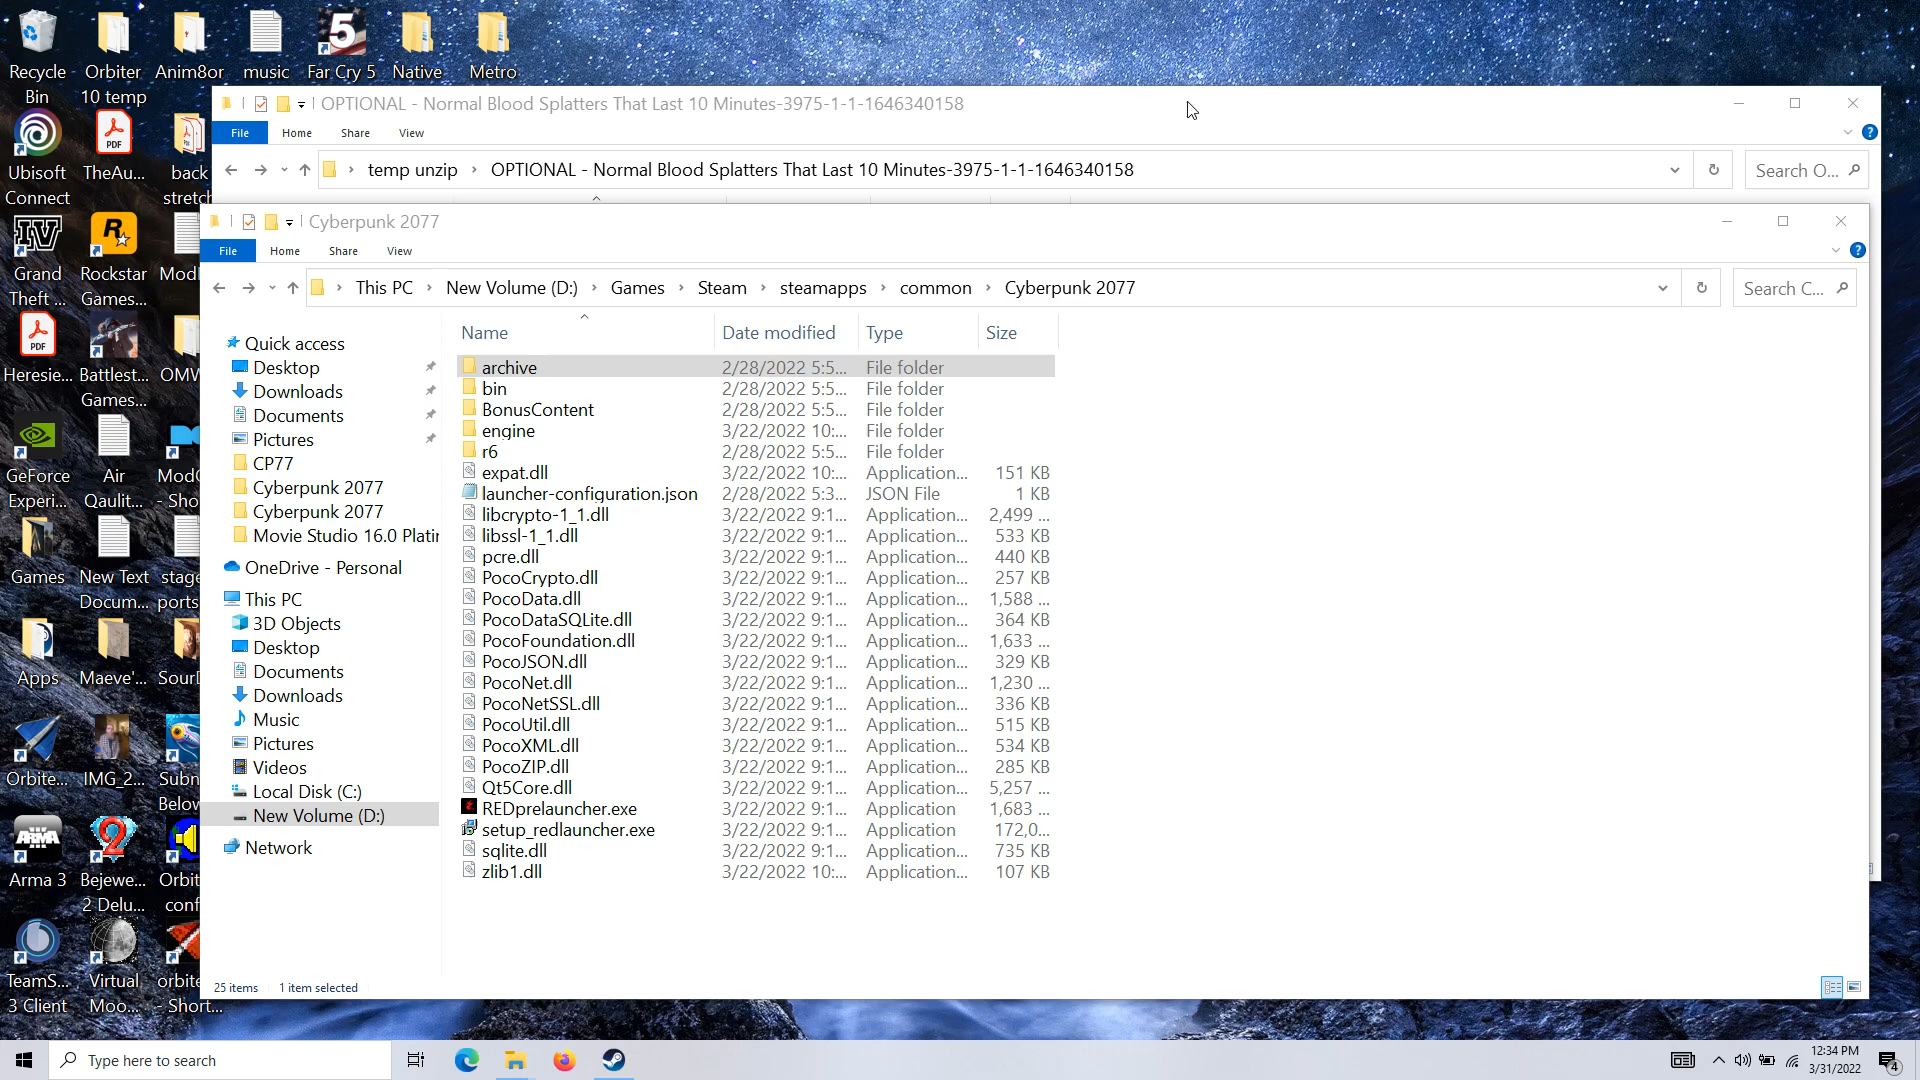 Recycle Bin
Orbiter 10 temp
Anim8or
music
Far Cry 5
Native
Metro
Ubisoft Connect
TheAu...
back
stretch
Grand Theft ...
Rockstar Games...
Heresie...
Battlest... Games...
OMW
GeForce Experi...
Air Qaulit...
- Sho
Games
New Text Docum...
stage
ports
Apps
Maeve'...
Orbite...
IMG_2...
Subn
Below
Arma 3
Bejewe... 2 Delu...
Orbit
conf
TeamS... 3 Client
Virtual Moo...
orbite
- Short...
OPTIONAL - Normal Blood Splatters That Last 10 Minutes-3975-1-1-1646340158
File Home Share View
temp unzip › OPTIONAL - Normal Blood Splatters That Last 10 Minutes-3975-1-1-1646340158
Search O...
Cyberpunk 2077
File Home Share View
This PC › New Volume (D:) › Games › Steam › steamapps › common › Cyberpunk 2077
Search C...
Quick access
Desktop
Downloads
Documents
Pictures
CP77
Cyberpunk 2077
Cyberpunk 2077
Movie Studio 16.0 Platin
OneDrive - Personal
This PC
3D Objects
Desktop
Documents
Downloads
Music
Pictures
Videos
Local Disk (C:)
New Volume (D:)
Network
Name Date modified Type Size
archive 2/28/2022 5:5... File folder
bin 2/28/2022 5:5... File folder
BonusContent 2/28/2022 5:5... File folder
engine 3/22/2022 10:... File folder
r6 2/28/2022 5:5... File folder
expat.dll 3/22/2022 10:... Application... 151 KB
launcher-configuration.json 2/28/2022 5:3... JSON File 1 KB
libcrypto-1_1.dll 3/22/2022 9:1... Application... 2,499 ...
libssl-1_1.dll 3/22/2022 9:1... Application... 533 KB
pcre.dll 3/22/2022 9:1... Application... 440 KB
PocoCrypto.dll 3/22/2022 9:1... Application... 257 KB
PocoData.dll 3/22/2022 9:1... Application... 1,588 ...
PocoDataSQLite.dll 3/22/2022 9:1... Application... 364 KB
PocoFoundation.dll 3/22/2022 9:1... Application... 1,633 ...
PocoJSON.dll 3/22/2022 9:1... Application... 329 KB
PocoNet.dll 3/22/2022 9:1... Application... 1,230 ...
PocoNetSSL.dll 3/22/2022 9:1... Application... 336 KB
PocoUtil.dll 3/22/2022 9:1... Application... 515 KB
PocoXML.dll 3/22/2022 9:1... Application... 534 KB
PocoZIP.dll 3/22/2022 9:1... Application... 285 KB
Qt5Core.dll 3/22/2022 9:1... Application... 5,257 ...
REDprelauncher.exe 3/22/2022 9:1... Application 1,683 ...
setup_redlauncher.exe 3/22/2022 9:1... Application 172,0...
sqlite.dll 3/22/2022 9:1... Application... 735 KB
zlib1.dll 3/22/2022 10:... Application... 107 KB
25 items 1 item selected
Type here to search
12:34 PM
3/31/2022
4